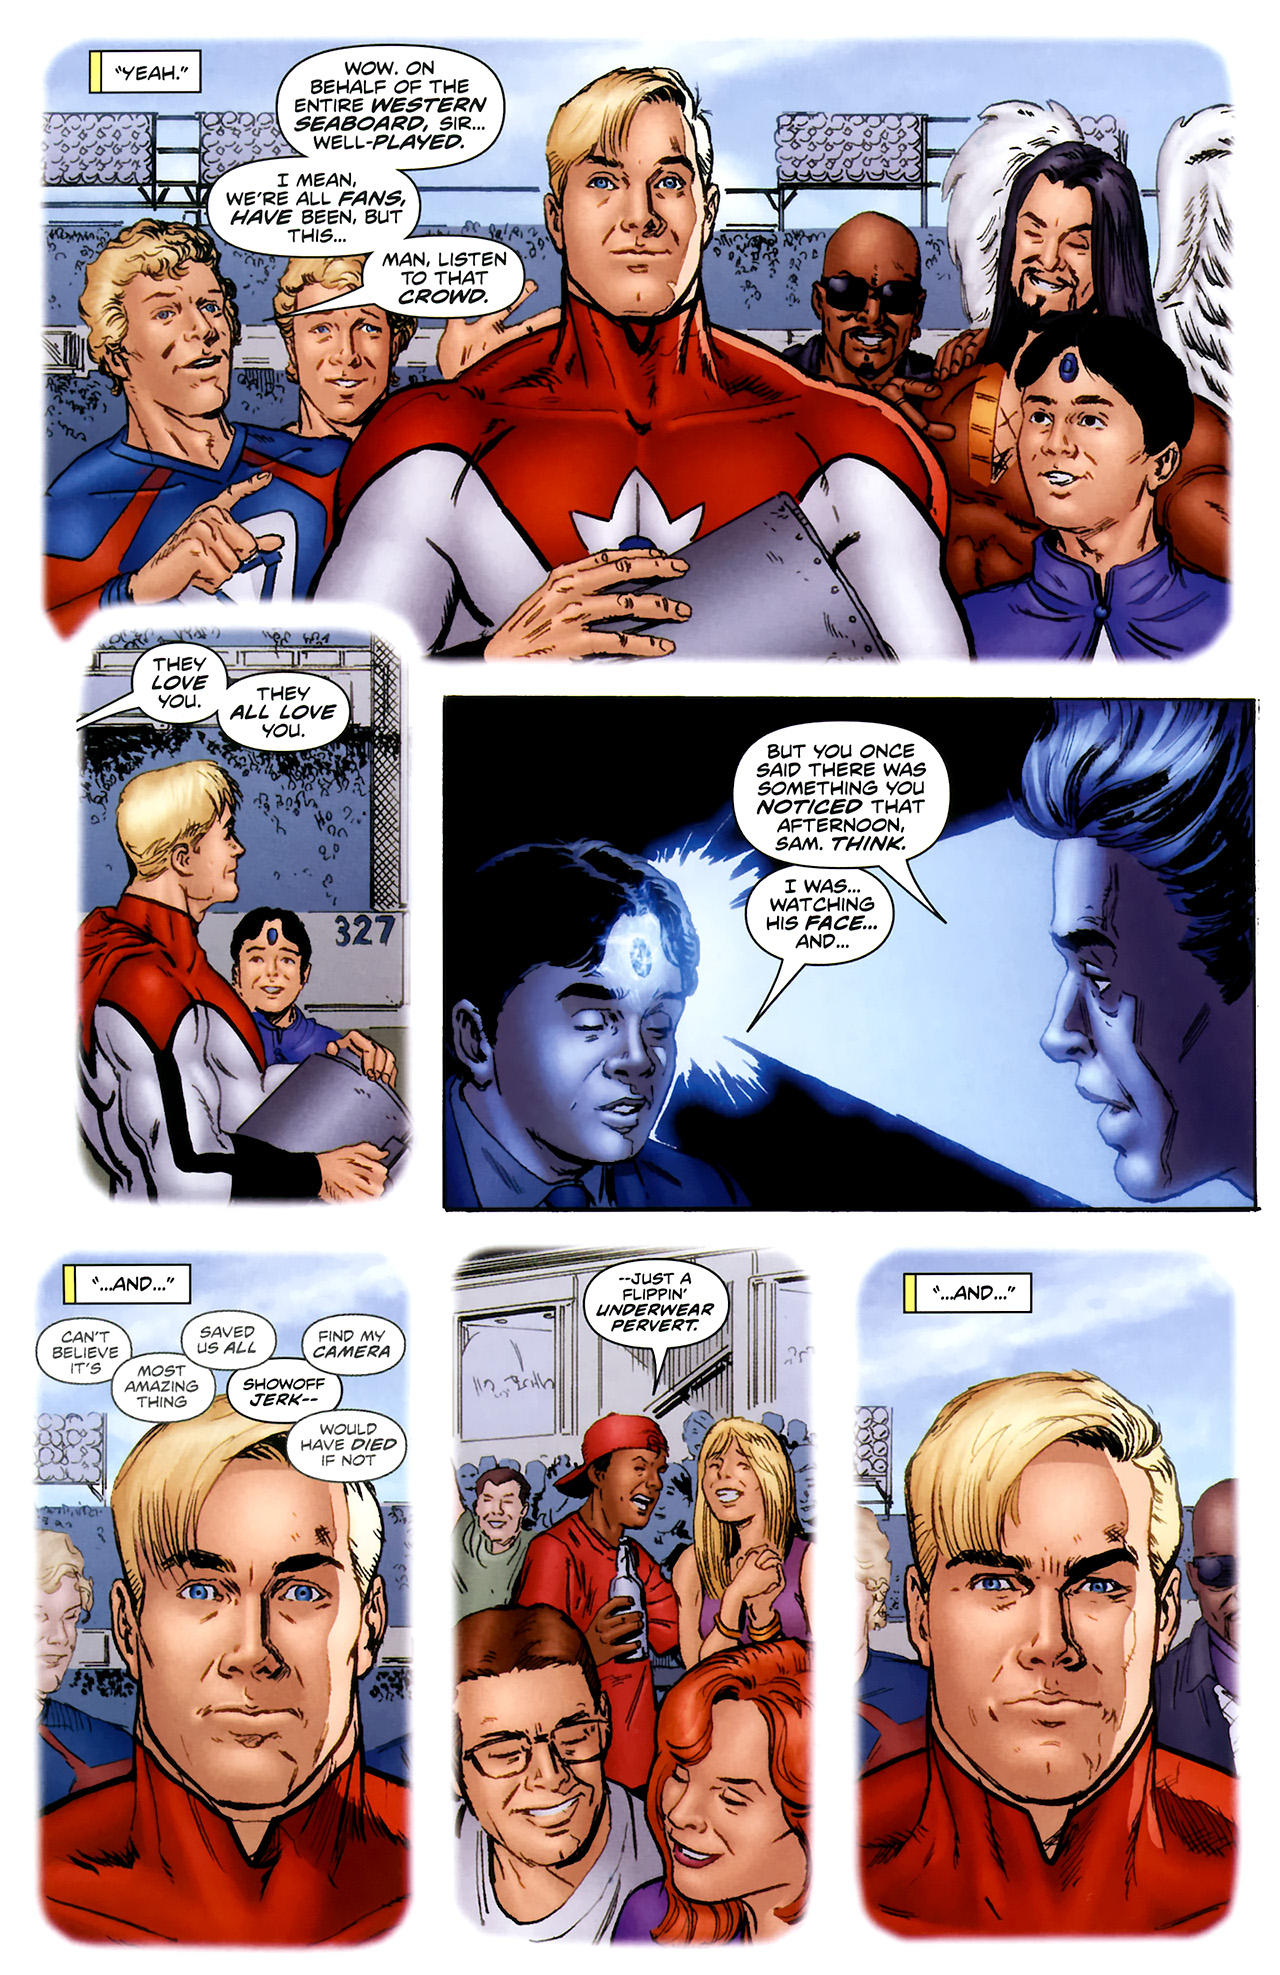 "YEAH."
WOW. ON
BEHALF OF THE
ENTIRE WESTERN
SEABOARD, SIR...
WELL-PLAYED.
I MEAN,
WE'RE ALL FANS,
HAVE BEEN, BUT
THIS...
MAN, LISTEN
TO THAT
CROWD.
THEY
LOVE
YOU.
THEY
ALL LOVE
YOU.
327
BUT YOU ONCE
SAID THERE WAS
SOMETHING YOU
NOTICED THAT
AFTERNOON,
SAM. THINK.
I WAS...
WATCHING
HIS FACE...
AND...
"...AND..."
CAN'T
BELIEVE
IT'S
MOST
AMAZING
THING
SAVED
US ALL
SHOWOFF
JERK--
FIND MY
CAMERA
WOULD
HAVE DIED
IF NOT
--JUST A
FLIPPIN'
UNDERWEAR
PERVERT.
"...AND..."